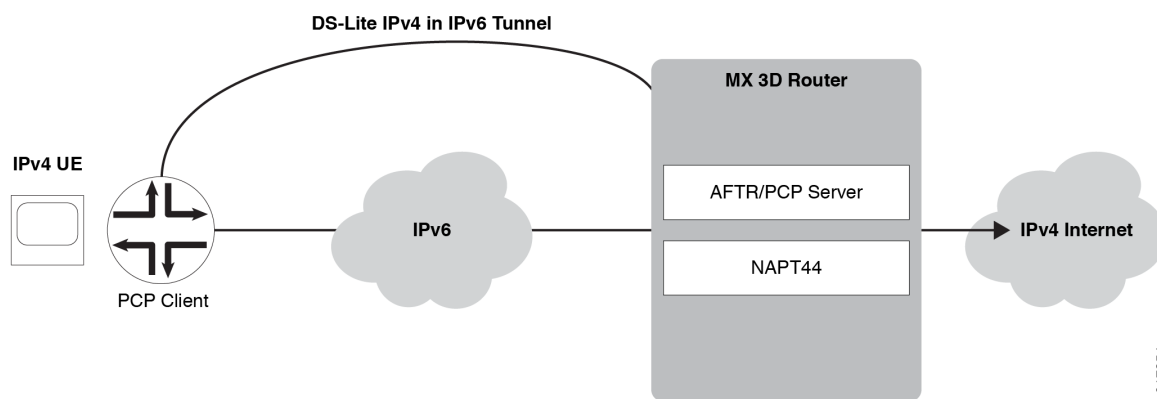 DS-Lite IPv4 in IPv6 Tunnel
MX 3D Router
IPv4 UE
AFTR/PCP Server
IPv6
IPv4 Internet
NAPT44
PCP Client